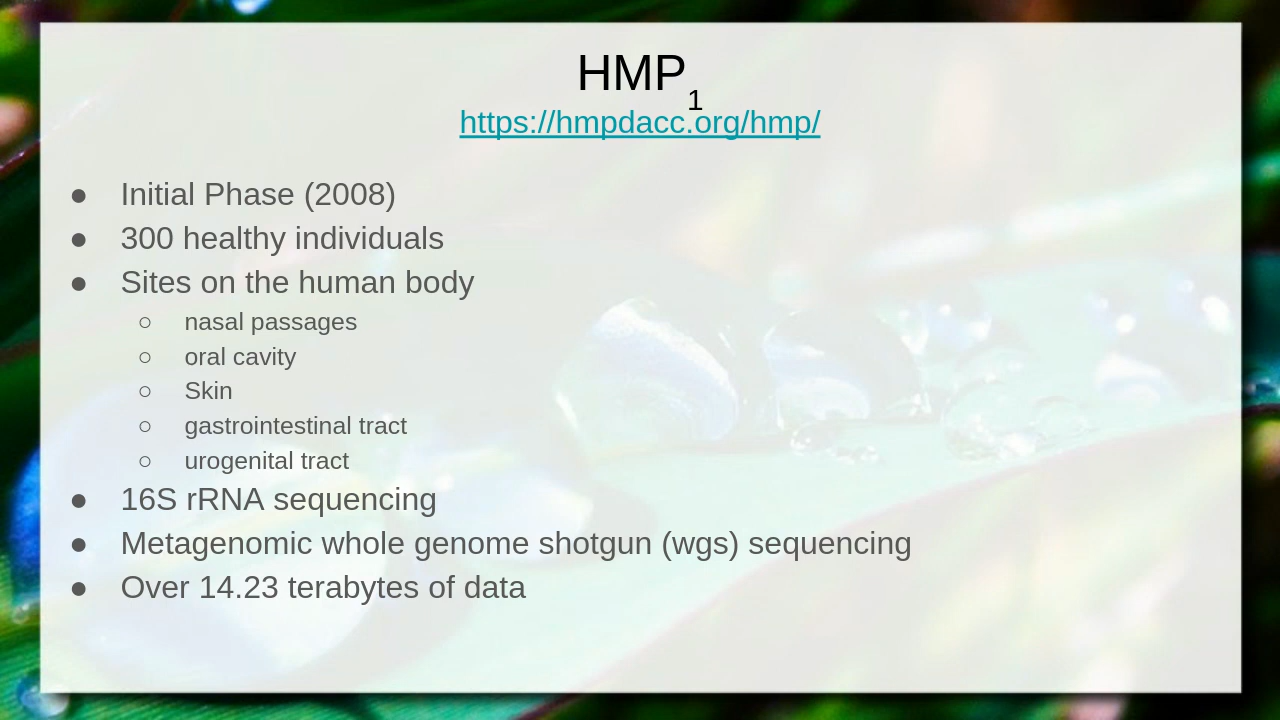 HMP1
https://hmpdacc.org/hmp/
● Initial Phase (2008)
● 300 healthy individuals
● Sites on the human body
○ nasal passages
○ oral cavity
○ Skin
○ gastrointestinal tract
○ urogenital tract
● 16S rRNA sequencing
● Metagenomic whole genome shotgun (wgs) sequencing
● Over 14.23 terabytes of data